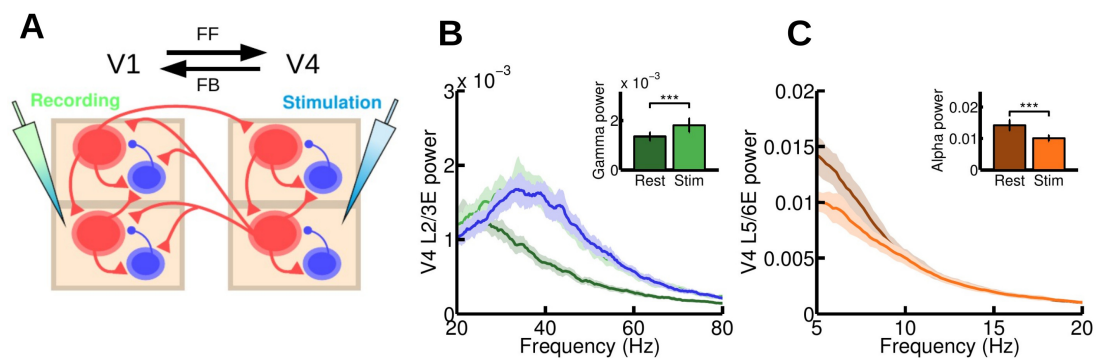 A
FF
V1
V4
FB
Recording
Stimulation
B
x 10⁻³
3
2
1
0
V4 L2/3E power
20
40
60
80
Frequency (Hz)
x 10⁻³
2
0
Gamma power
***
Rest
Stim
C
0.02
0.015
0.01
0.005
0
V4 L5/6E power
5
10
15
20
Frequency (Hz)
0.02
0.01
0
Alpha power
***
Rest
Stim